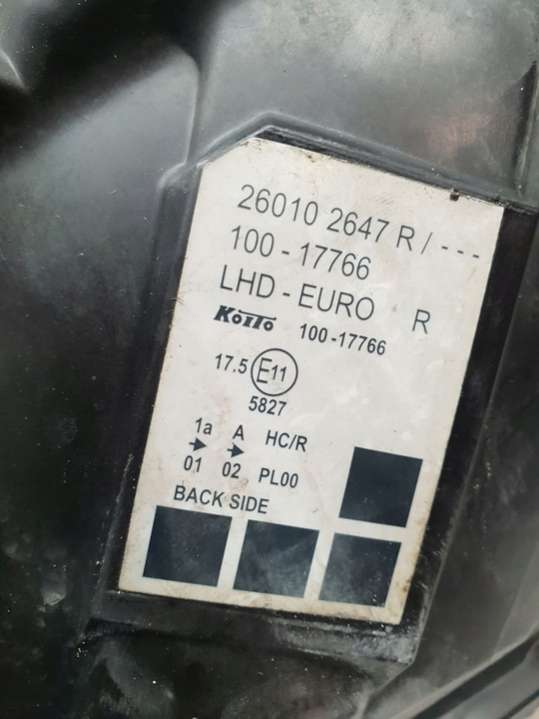 26010 2647 R / - - -
100 - 17766
LHD - EURO R
KOITO 100 -17766
17.5 E11
5827
1a A HC/R
01 02 PL00
BACK SIDE